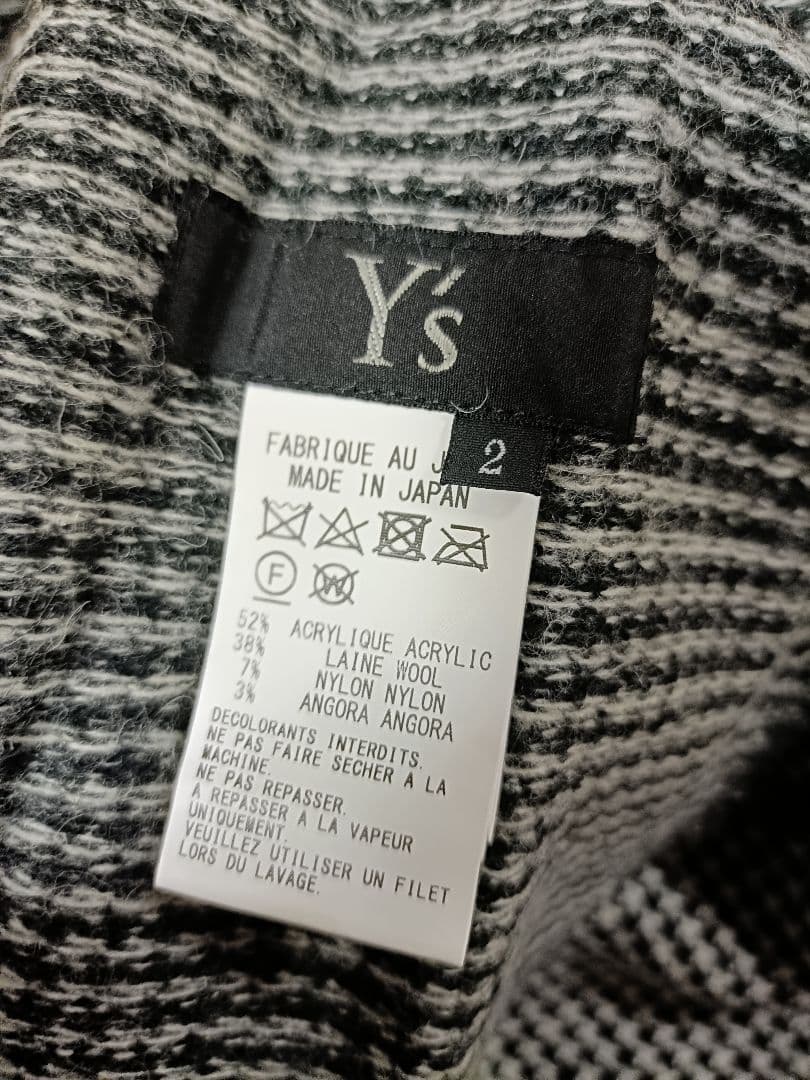 Y's
2
FABRIQUE AU J
MADE IN JAPAN
F
W
52% ACRYLIQUE ACRYLIC
38% LAINE WOOL
7% NYLON NYLON
3% ANGORA ANGORA
DECOLORANTS INTERDITS.
NE PAS FAIRE SECHER A LA
MACHINE.
NE PAS REPASSER.
A REPASSER A LA VAPEUR
UNIQUEMENT.
VEUILLEZ UTILISER UN FILET
LORS DU LAVAGE.